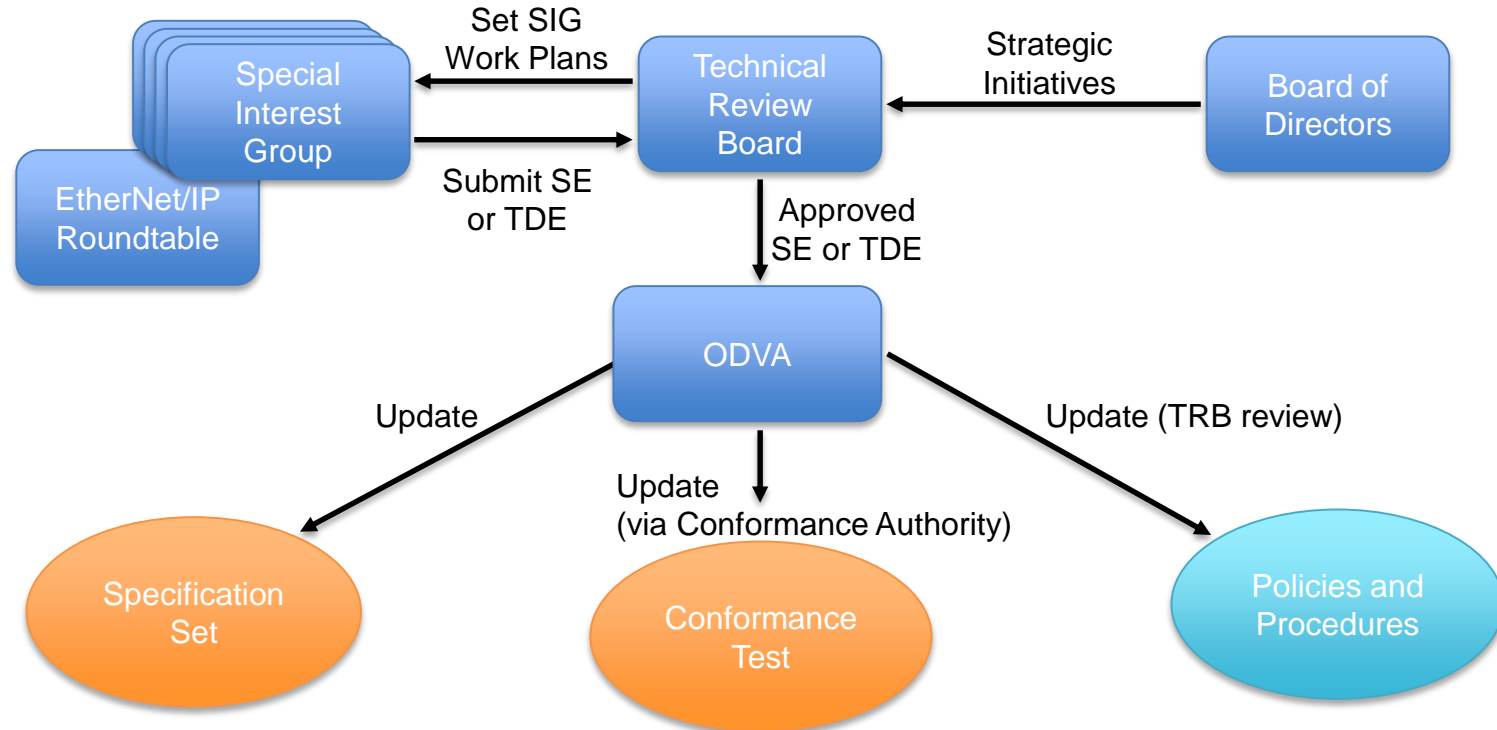 Set SIG
Work Plans
Strategic
Initiatives
Special
Interest
Group
Technical
Review
Board
Board of
Directors
EtherNet/IP
Roundtable
Submit SE
or TDE
Approved
SE or TDE
ODVA
Update
Update (TRB review)
Update
(via Conformance Authority)
Specification
Set
Conformance
Test
Policies and
Procedures